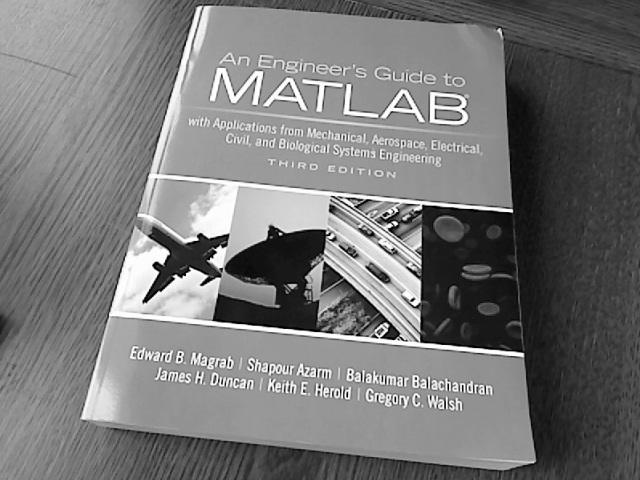 An Engineer's Guide to
MATLAB®
with Applications from Mechanical, Aerospace, Electrical,
Civil, and Biological Systems Engineering
THIRD EDITION
Edward B. Magrab | Shapour Azarm | Balakumar Balachandran
James H. Duncan | Keith E. Herold | Gregory C. Walsh